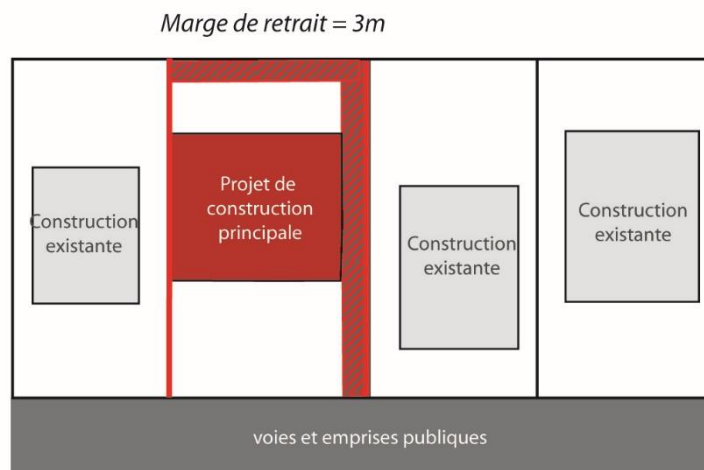 Marge de retrait = 3m
Construction
existante
Projet de
construction
principale
Construction
existante
Construction
existante
voies et emprises publiques